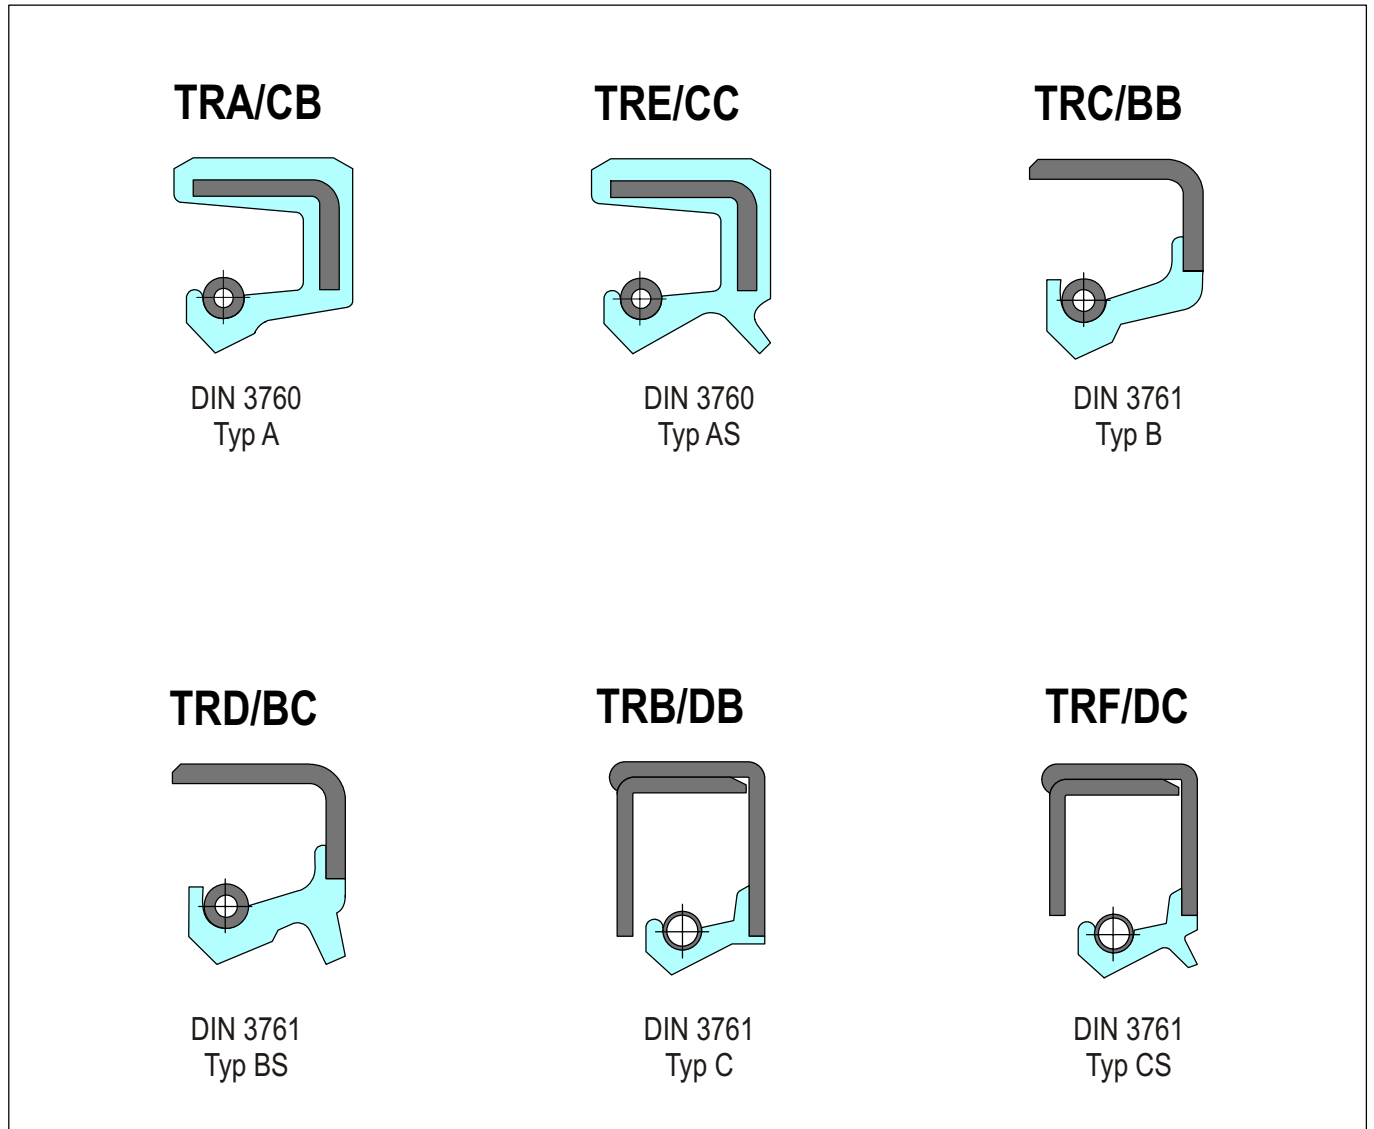 TRA/CB
TRE/CC
TRC/BB
DIN 3760
Typ A
DIN 3760
Typ AS
DIN 3761
Typ B
TRD/BC
TRB/DB
TRF/DC
DIN 3761
Typ BS
DIN 3761
Typ C
DIN 3761
Typ CS